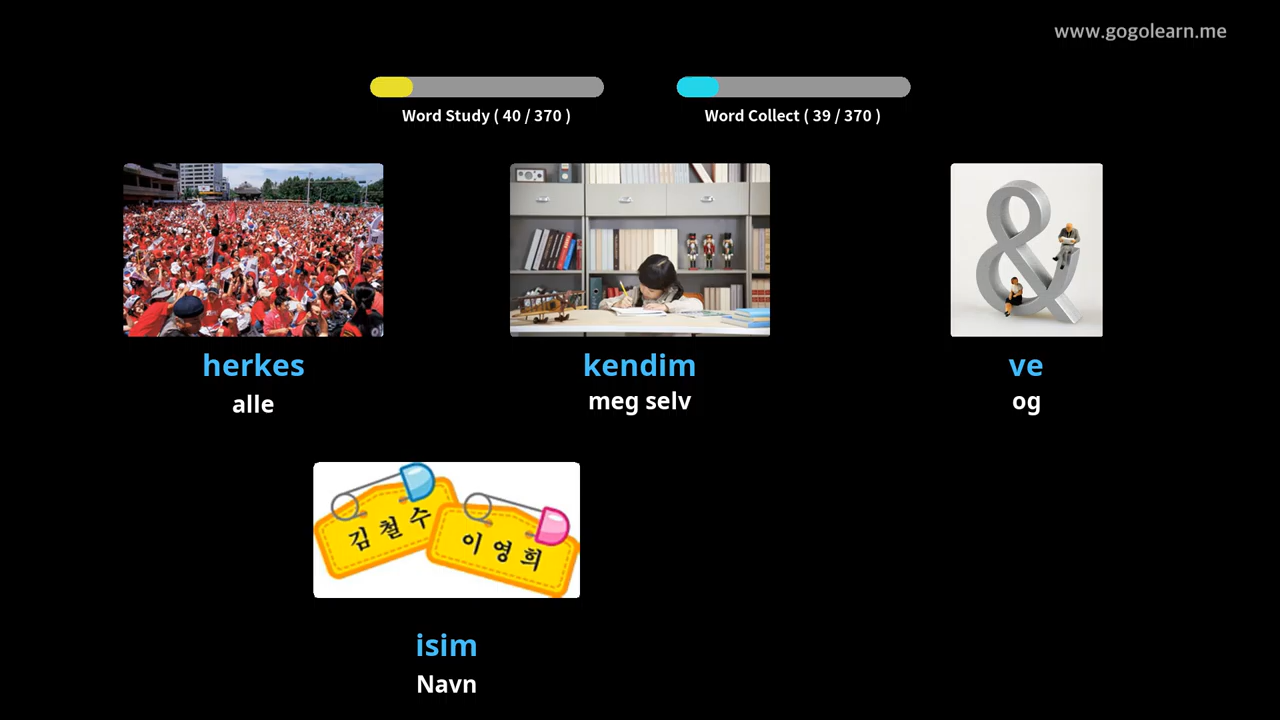 www.gogolearn.me
Word Study ( 40 / 370 )
Word Collect ( 39 / 370 )
herkes
alle
kendim
meg selv
ve
og
&
김철수
이영희
isim
Navn